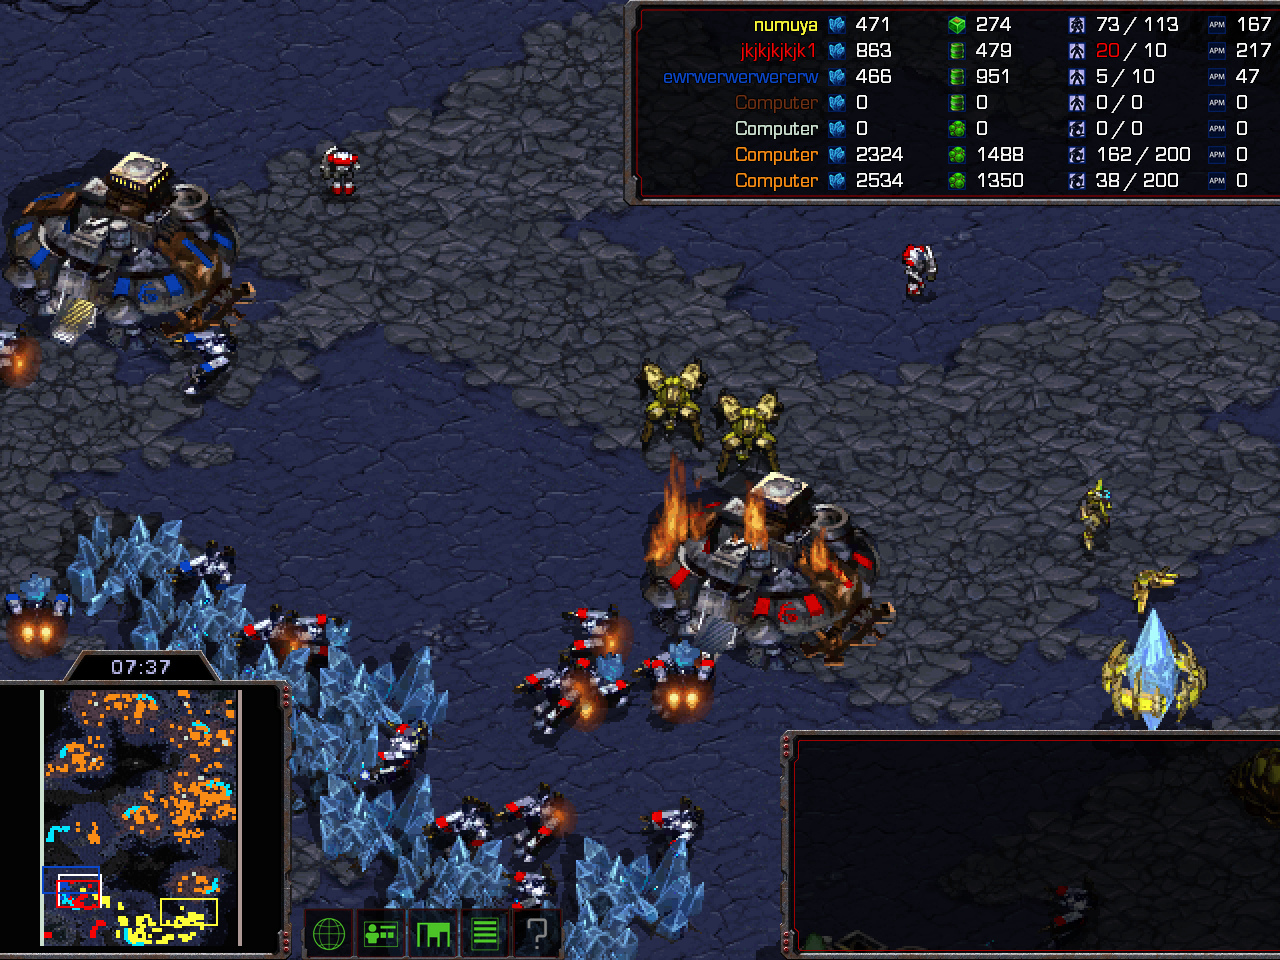 numuya 471 274 73 / 113 APM 167
jkjkjkjkjk1 863 479 20 / 10 APM 217
ewrwerwerwererw 466 951 5 / 10 APM 47
Computer 0 0 0 / 0 APM 0
Computer 0 0 0 / 0 APM 0
Computer 2324 1488 162 / 200 APM 0
Computer 2534 1350 38 / 200 APM 0
07:37
?